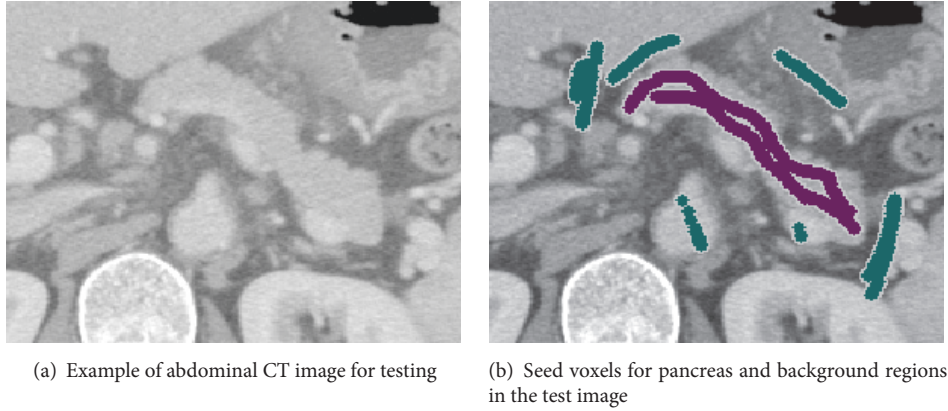 (a) Example of abdominal CT image for testing
(b) Seed voxels for pancreas and background regions
in the test image